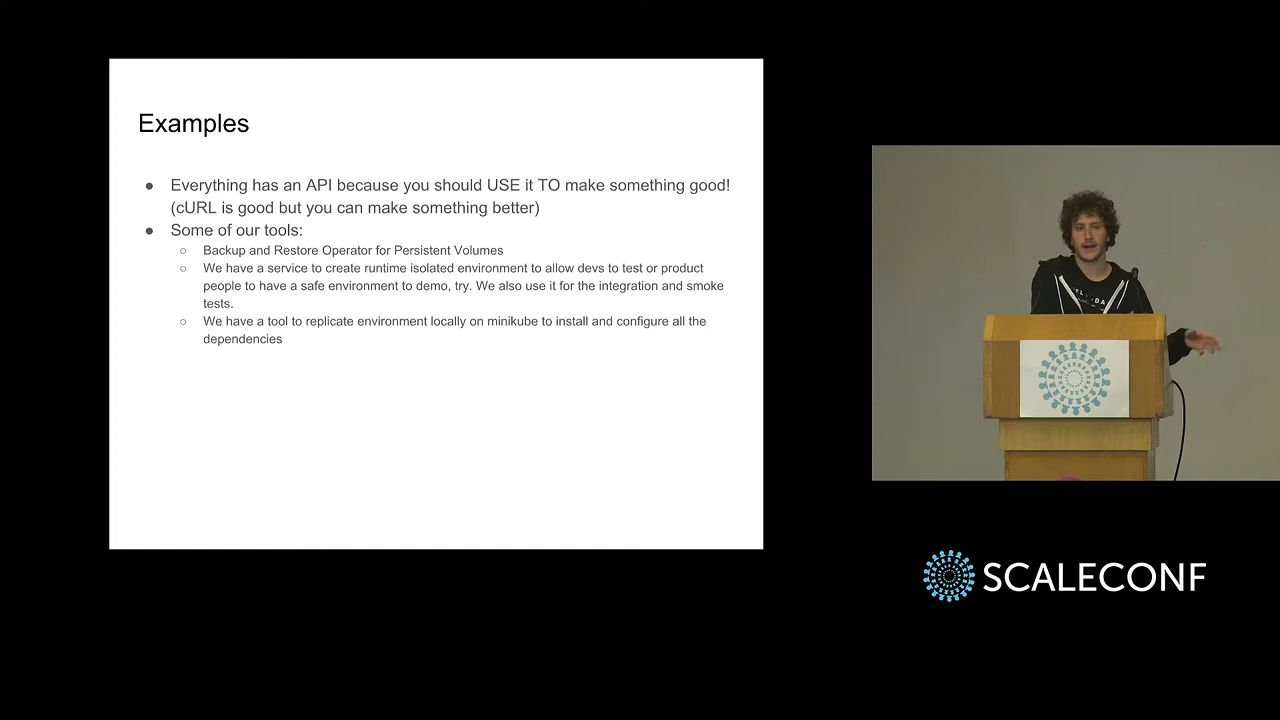 Examples
● Everything has an API because you should USE it TO make something good!
(cURL is good but you can make something better)
● Some of our tools:
○ Backup and Restore Operator for Persistent Volumes
○ We have a service to create runtime isolated environment to allow devs to test or product
people to have a safe environment to demo, try. We also use it for the integration and smoke
tests.
○ We have a tool to replicate environment locally on minikube to install and configure all the
dependencies
SCALECONF